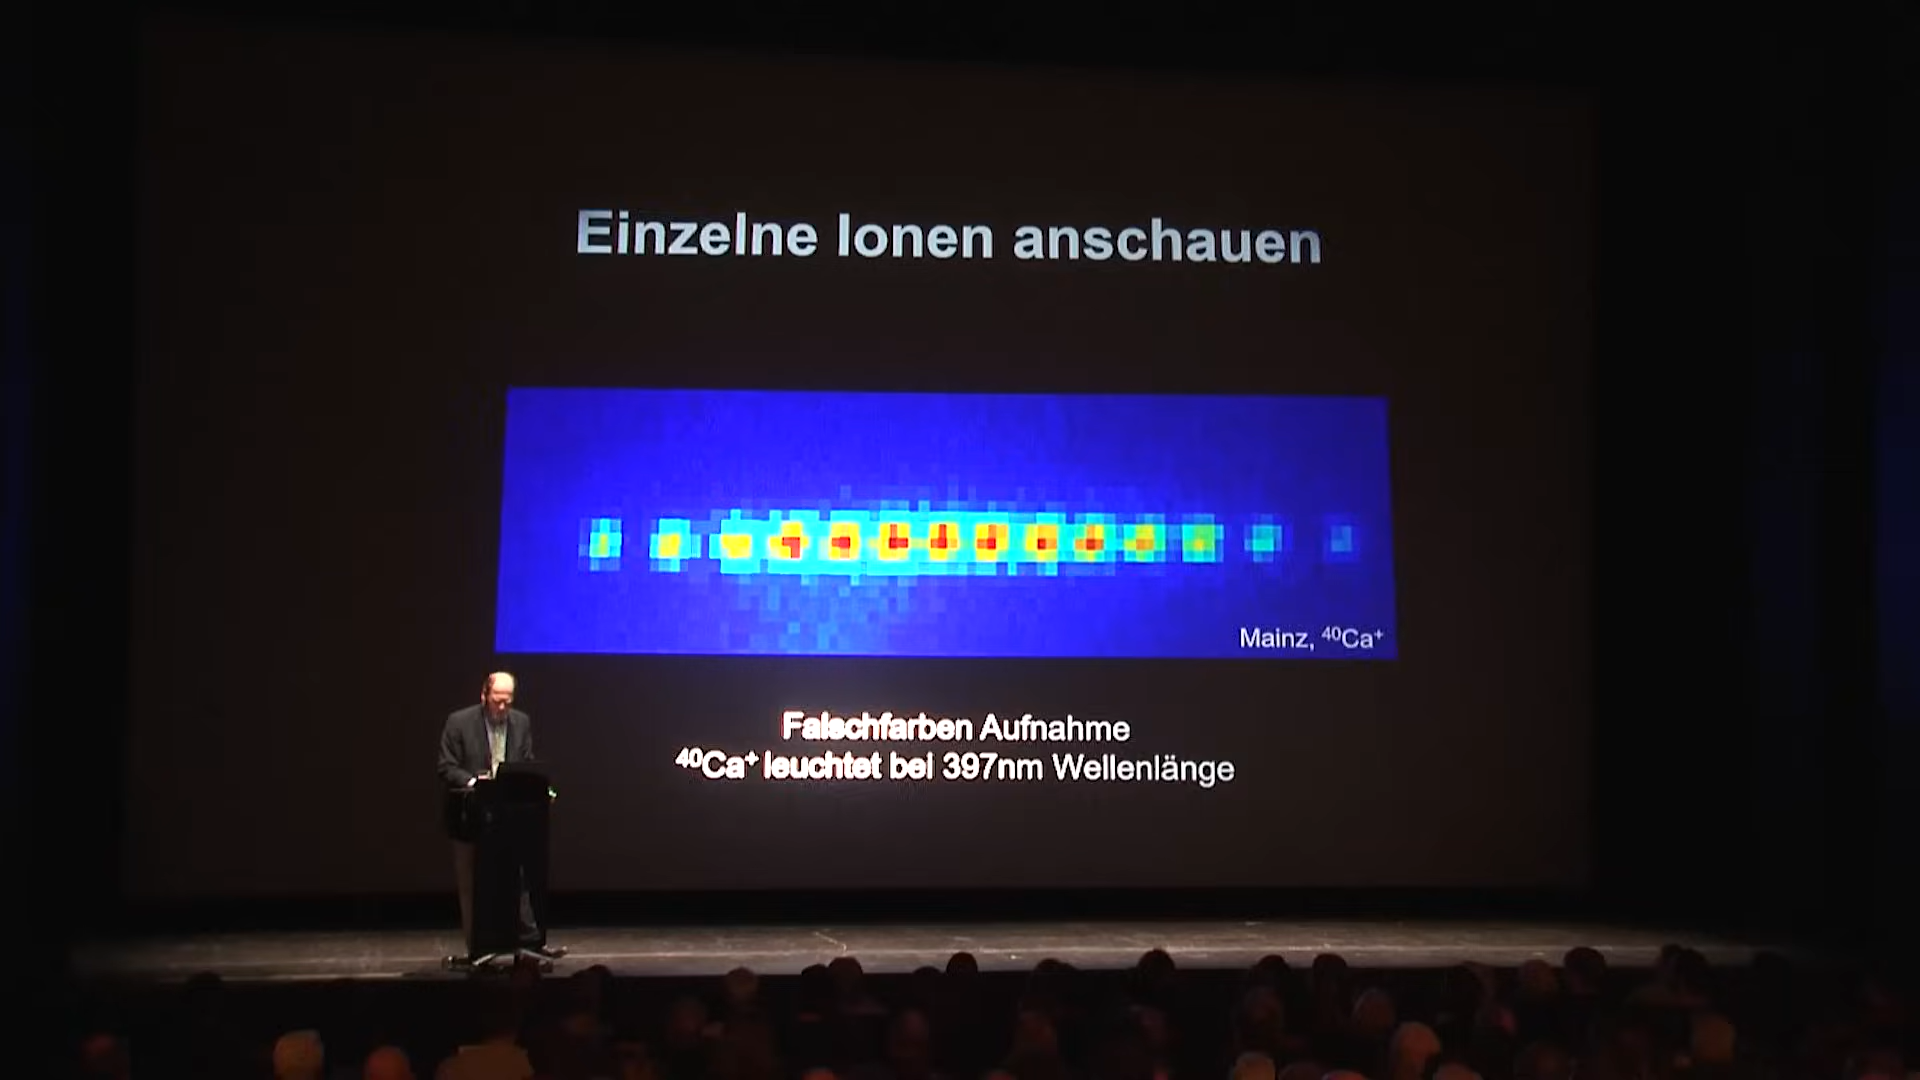 Einzelne Ionen anschauen
Mainz, ⁴⁰Ca⁺
Falschfarben Aufnahme
⁴⁰Ca⁺ leuchtet bei 397nm Wellenlänge